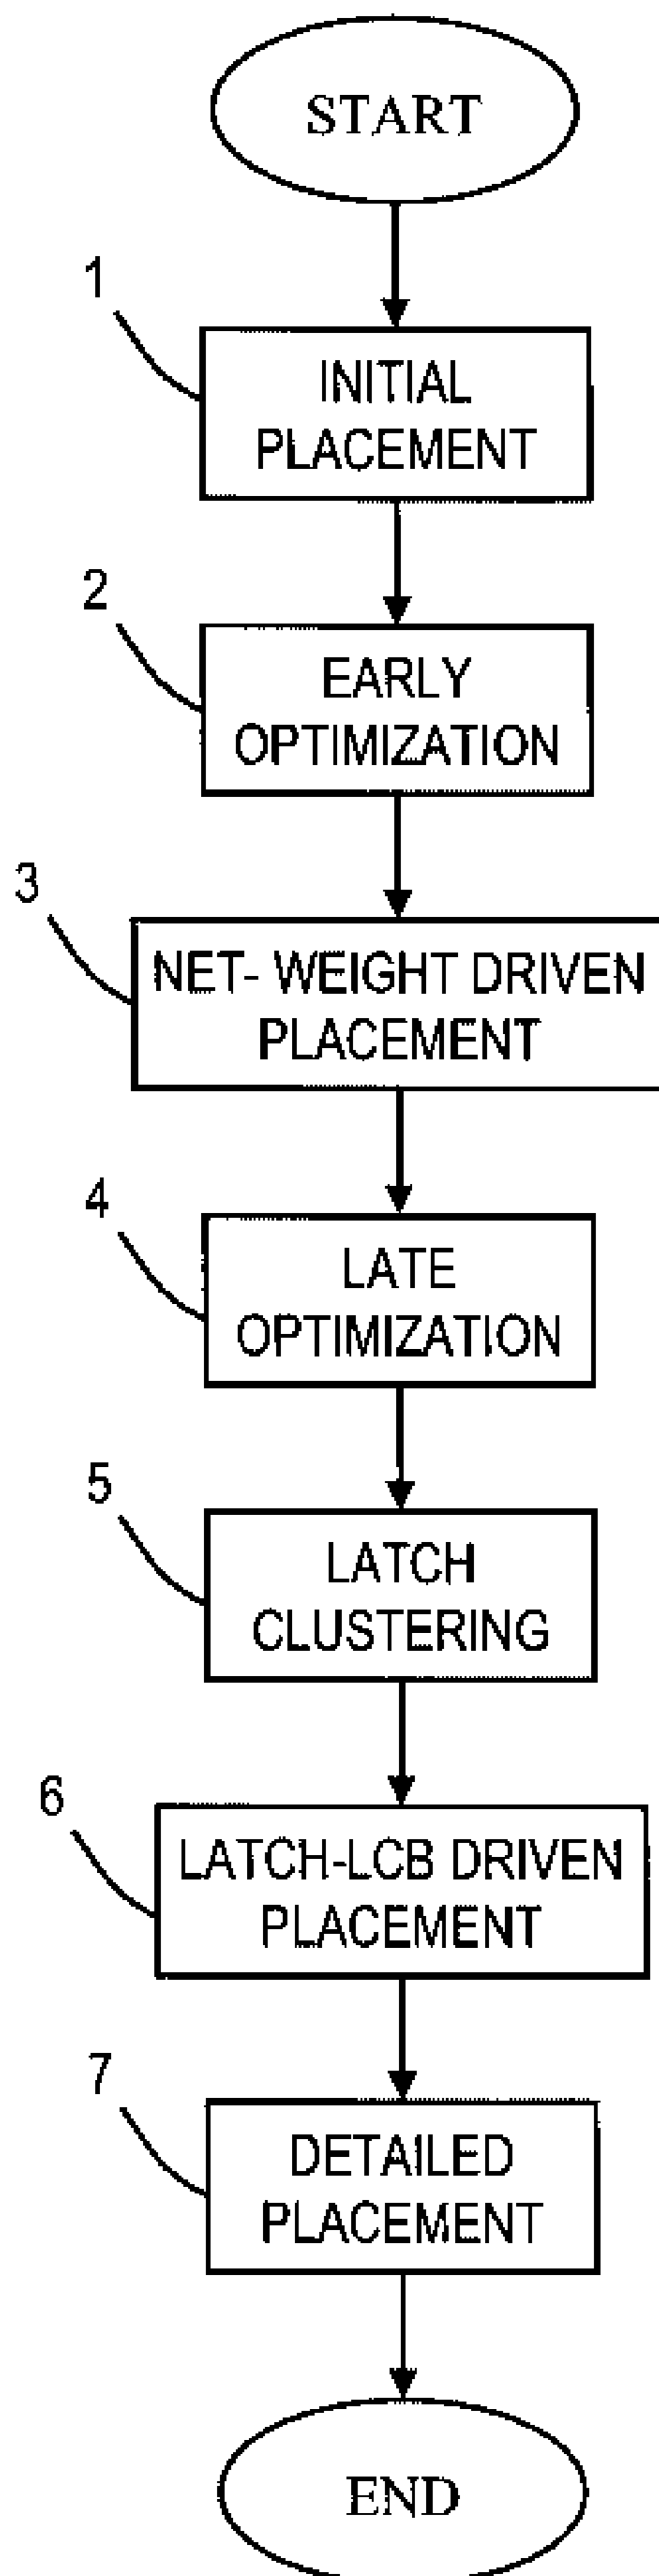 START
1
INITIAL
PLACEMENT
2
EARLY
OPTIMIZATION
3
NET- WEIGHT DRIVEN
PLACEMENT
4
LATE
OPTIMIZATION
5
LATCH
CLUSTERING
6
LATCH-LCB DRIVEN
PLACEMENT
7
DETAILED
PLACEMENT
END